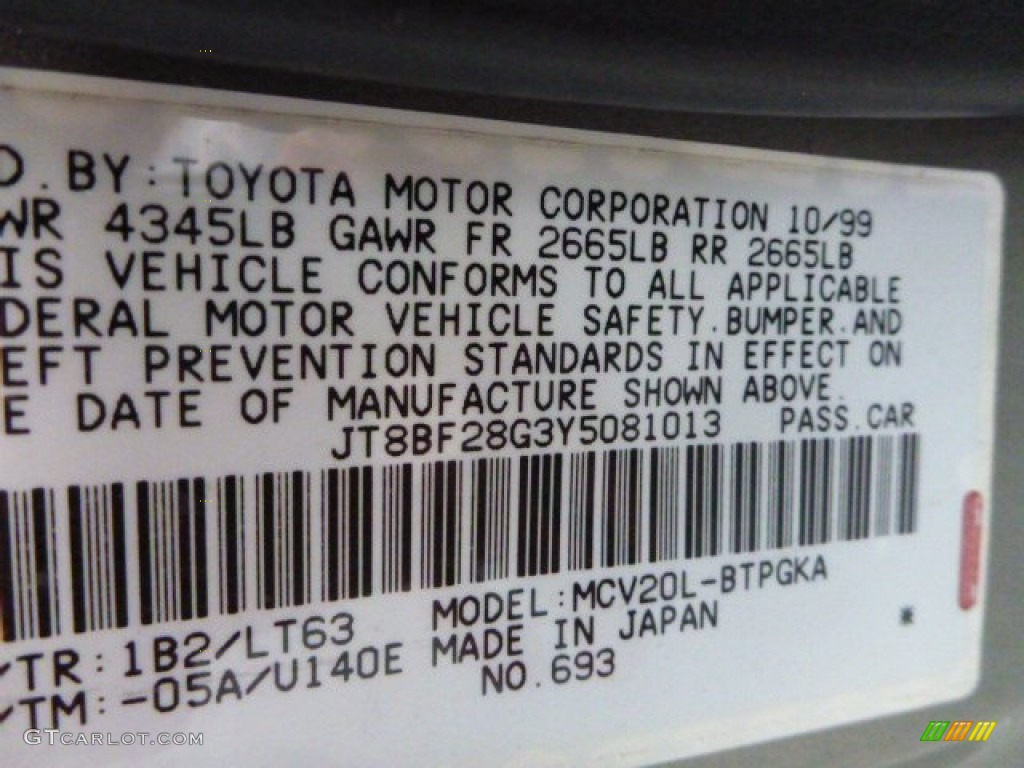 D. BY: TOYOTA MOTOR CORPORATION 10/99
WR 4345LB GAWR FR 2665LB RR 2665LB
IS VEHICLE CONFORMS TO ALL APPLICABLE
DERAL MOTOR VEHICLE SAFETY.BUMPER.AND
EFT PREVENTION STANDARDS IN EFFECT ON
E DATE OF MANUFACTURE SHOWN ABOVE.
JT8BF28G3Y5081013 PASS.CAR
/TR:1B2/LT63 MODEL:MCV20L-BTPGKA
/TM:-05A/U140E MADE IN JAPAN *
NO.693
GTCARLOT.COM